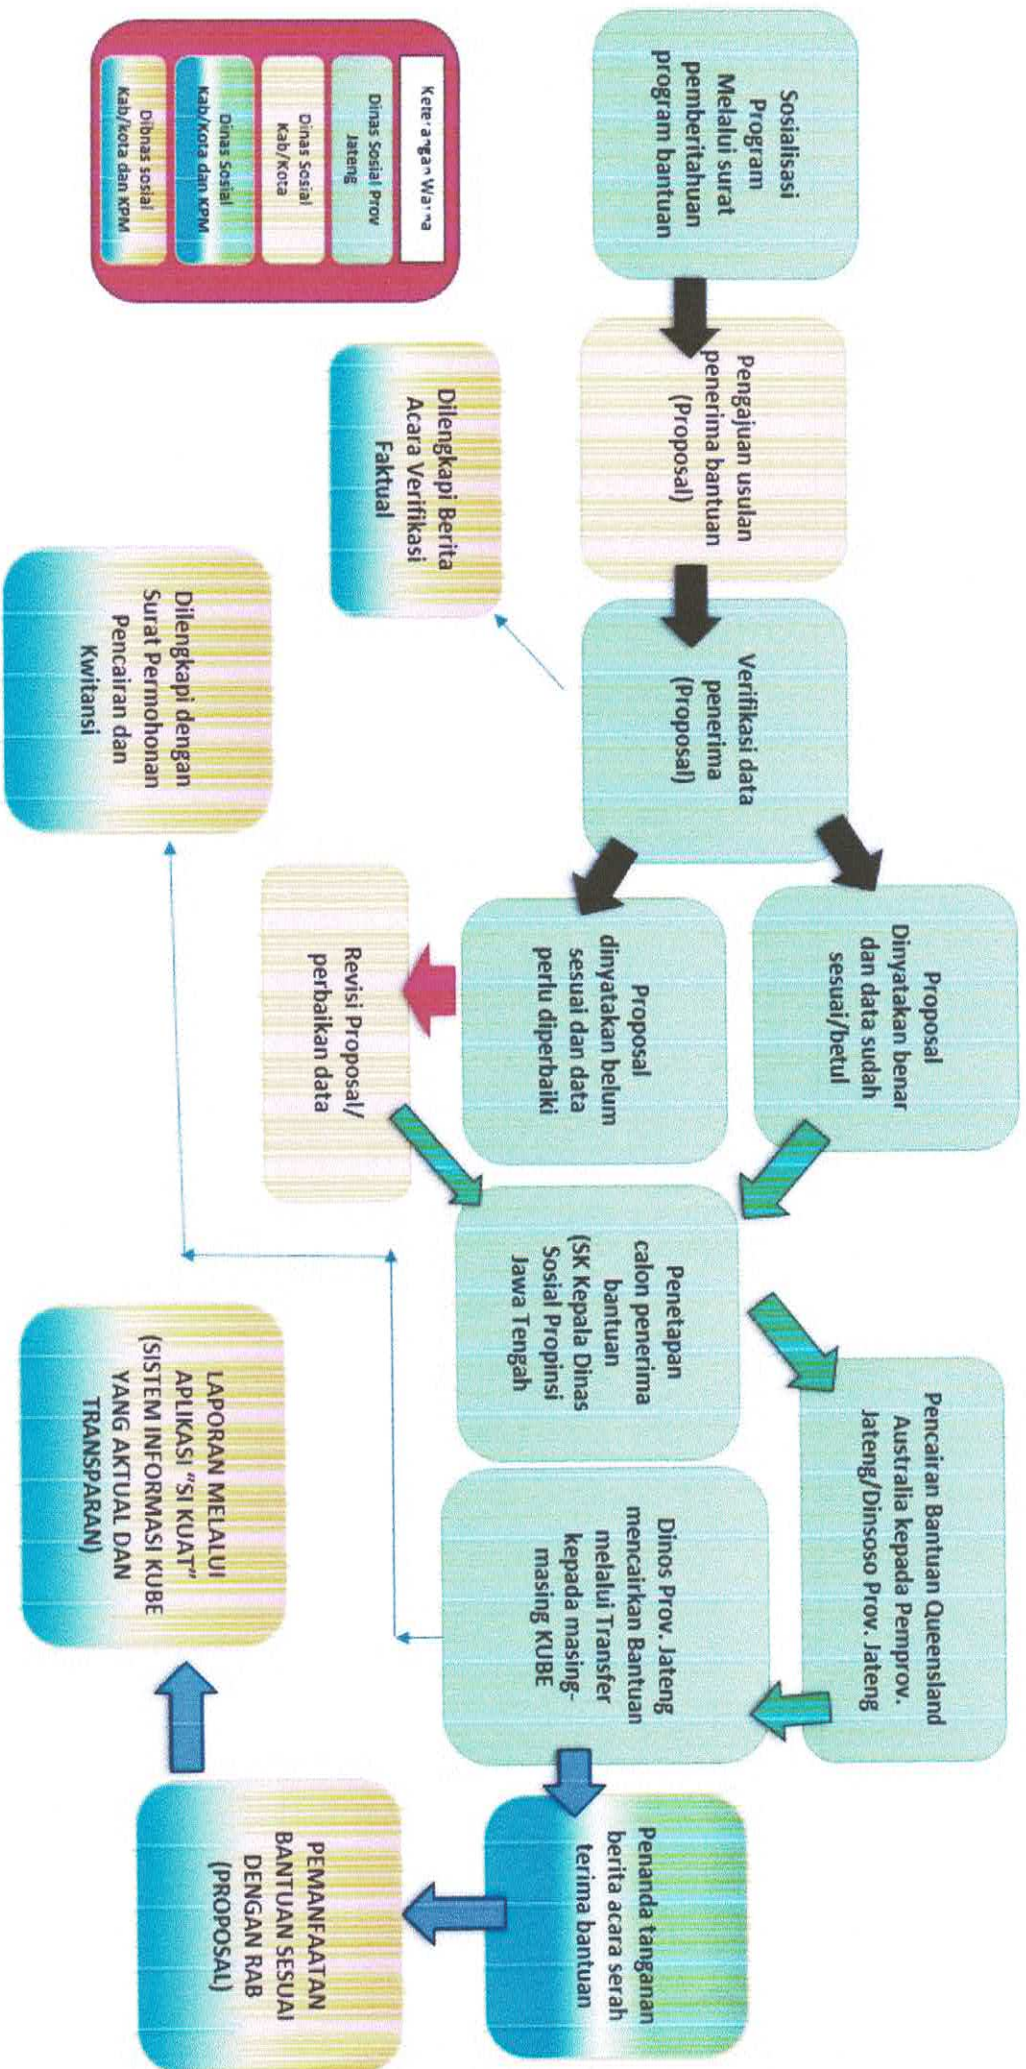 Sosialisasi
Program
Melalui surat
pemberitahuan
program bantuan
Pengajuan usulan
penerima bantuan
(Proposal)
Verifikasi data
penerima
(Proposal)
Proposal
Dinyatakan benar
dan data sudah
sesuai/betul
Proposal
dinyatakan belum
sesuai dan data
perlu diperbaiki
Revisi Proposal/
perbaikan data
Penetapan
calon penerima
bantuan
(SK Kepala Dinas
Sosial Propinsi
Jawa Tengah
Pencairan Bantuan Queensland
Australia kepada Pemprov.
Jateng/Dinsoso Prov. Jateng
Dinos Prov. Jateng
mencairkan Bantuan
melalui Transfer
kepada masing-
masing KUBE
Penanda tanganan
berita acara serah
terima bantuan
PEMANFAATAN
BANTUAN SESUAI
DENGAN RAB
(PROPOSAL)
LAPORAN MELALUI
APLIKASI "SI KUAT"
(SISTEM INFORMASI KUBE
YANG AKTUAL DAN
TRANSPARAN)
Dilengkapi Berita
Acara Verifikasi
Faktual
Dilengkapi dengan
Surat Permohonan
Pencairan dan
Kwitansi
Keterangan Warna
Dinas Sosial Prov
Jateng
Dinas Sosial
Kab/Kota
Dinas Sosial
Kab/Kota dan KPM
Dibnas sosial
Kab/kota dan KPM